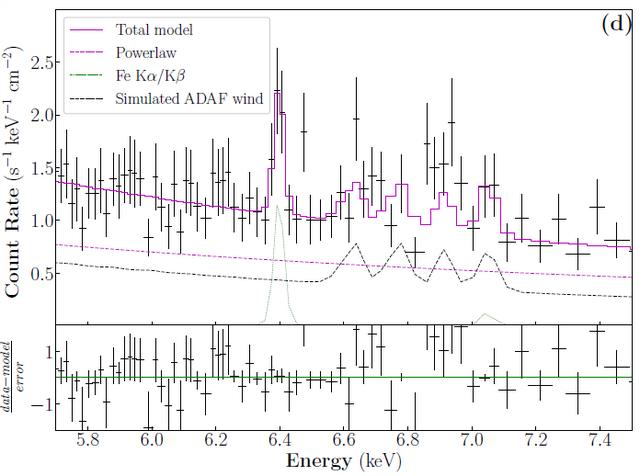 (d)
Total model
Powerlaw
Fe Kα/Kβ
Simulated ADAF wind
Count Rate (s⁻¹ keV⁻¹ cm⁻²)
2.5
2.0
1.5
1.0
0.5
data−model
error
1
−1
5.8 6.0 6.2 6.4 6.6 6.8 7.0 7.2 7.4
Energy (keV)